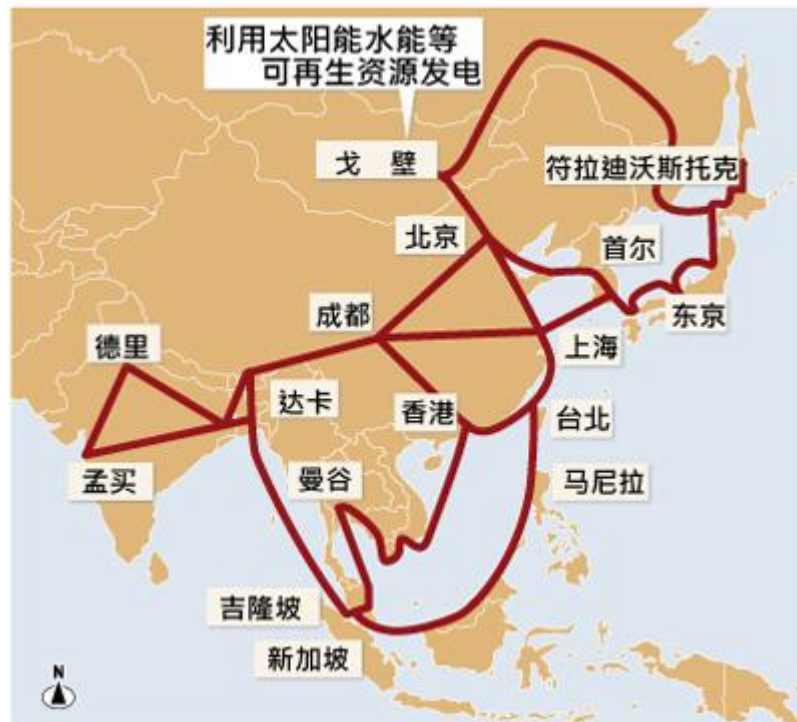 利用太阳能水能等
可再生资源发电
戈 壁
符拉迪沃斯托克
北京
首尔
成都
东京
德里
上海
达卡
香港
台北
孟买
曼谷
马尼拉
吉隆坡
新加坡
N